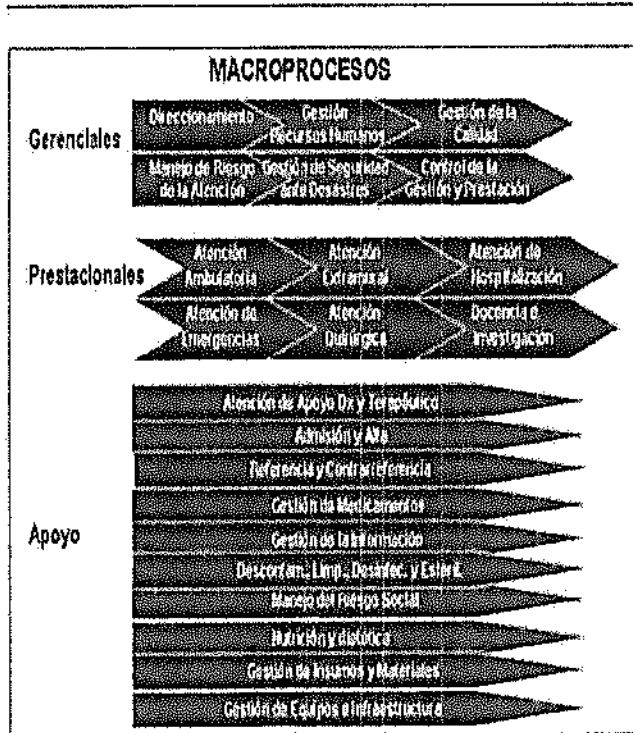 MACROPROCESOS
Gerenciales
Direccionamiento
Gestión
Recursos Humanos
Gestión de la
Calidad
Manejo de Riesgo
de la Atención
Gestión de Seguridad
ante Desastres
Control de la
Gestión y Prestación
Prestacionales
Atención
Ambulatoria
Atención
Extramural
Atención de
Hospitalización
Atención de
Emergencias
Atención
Quirúrgica
Docencia e
Investigación
Apoyo
Atención de Apoyo Dx y Terapéutico
Admisión y Alta
Referencia y Contrarreferencia
Gestión de Medicamentos
Gestión de la Información
Descontam., Limp., Desinfec. y Esteril.
Manejo del Riesgo Social
Nutrición y dietética
Gestión de Insumos y Materiales
Gestión de Equipos e Infraestructura